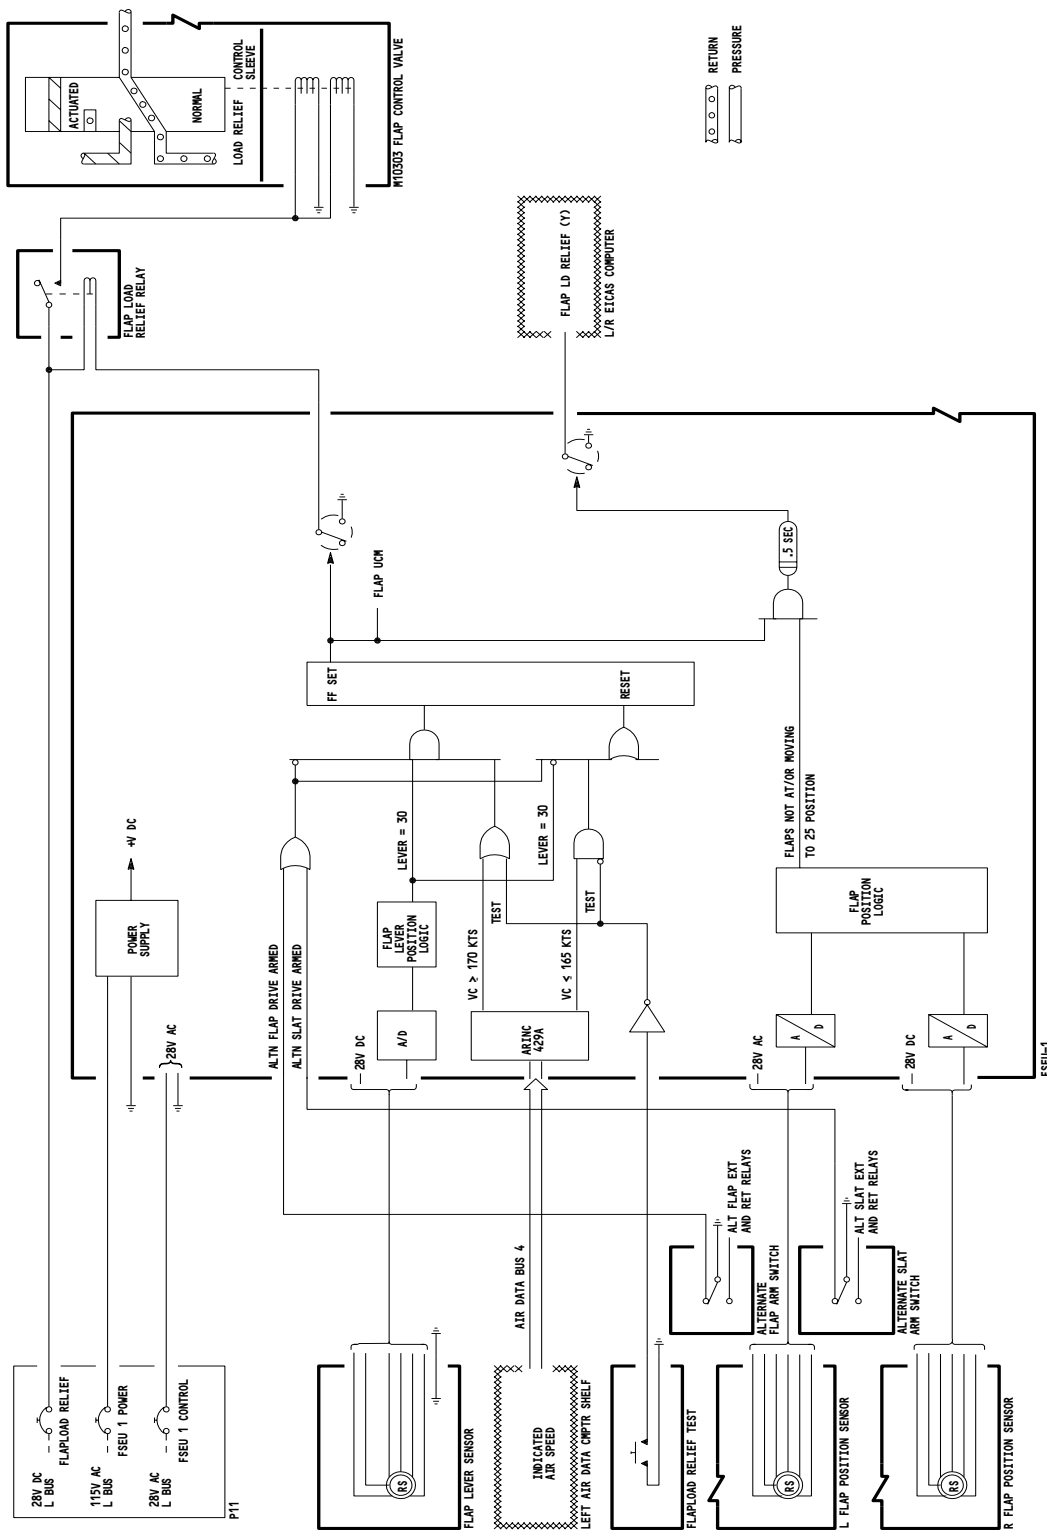 28V DC
L BUS
FLAPLOAD RELIEF
115V AC
L BUS
FSEU 1 POWER
28V AC
L BUS
FSEU 1 CONTROL
P11
FLAP LEVER SENSOR
RS
INDICATED
AIR SPEED
LEFT AIR DATA CMPTR SHELF
FLAPLOAD RELIEF TEST
RS
L FLAP POSITION SENSOR
RS
R FLAP POSITION SENSOR
AIR DATA BUS 4
ALT FLAP EXT
AND RET RELAYS
ALTERNATE
FLAP ARM SWITCH
ALT SLAT EXT
AND RET RELAYS
ALTERNATE SLAT
ARM SWITCH
28V AC
POWER
SUPPLY
+V DC
ALTN FLAP DRIVE ARMED
ALTN SLAT DRIVE ARMED
28V DC
A/D
FLAP
LEVER
POSITION
LOGIC
LEVER = 30
ARINC
429A
VC ≥ 170 KTS
TEST
VC ≤ 165 KTS
TEST
LEVER = 30
28V AC
A
D
28V DC
A
D
FLAP
POSITION
LOGIC
FLAPS NOT AT/OR MOVING
TO 25 POSITION
FF SET
RESET
FLAP UCM
.5 SEC
FSEU-1
FLAP LOAD
RELIEF RELAY
ACTUATED
NORMAL
LOAD RELIEF
CONTROL
SLEEVE
M10303 FLAP CONTROL VALVE
FLAP LD RELIEF (Y)
L/R EICAS COMPUTER
RETURN
PRESSURE